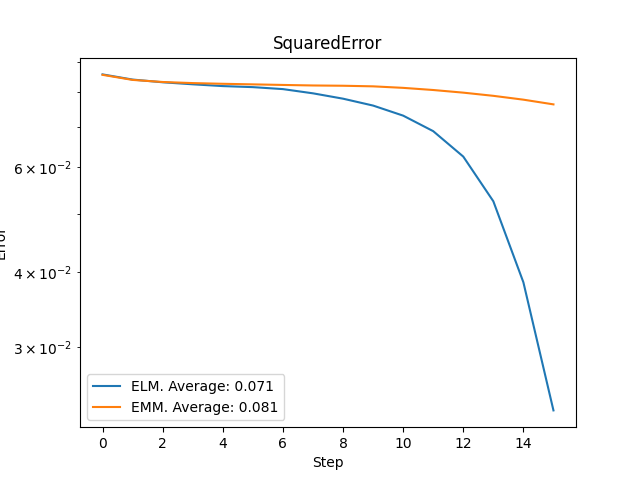 SquaredError
Error
6 × 10⁻²
4 × 10⁻²
3 × 10⁻²
ELM. Average: 0.071
EMM. Average: 0.081
0 2 4 6 8 10 12 14
Step